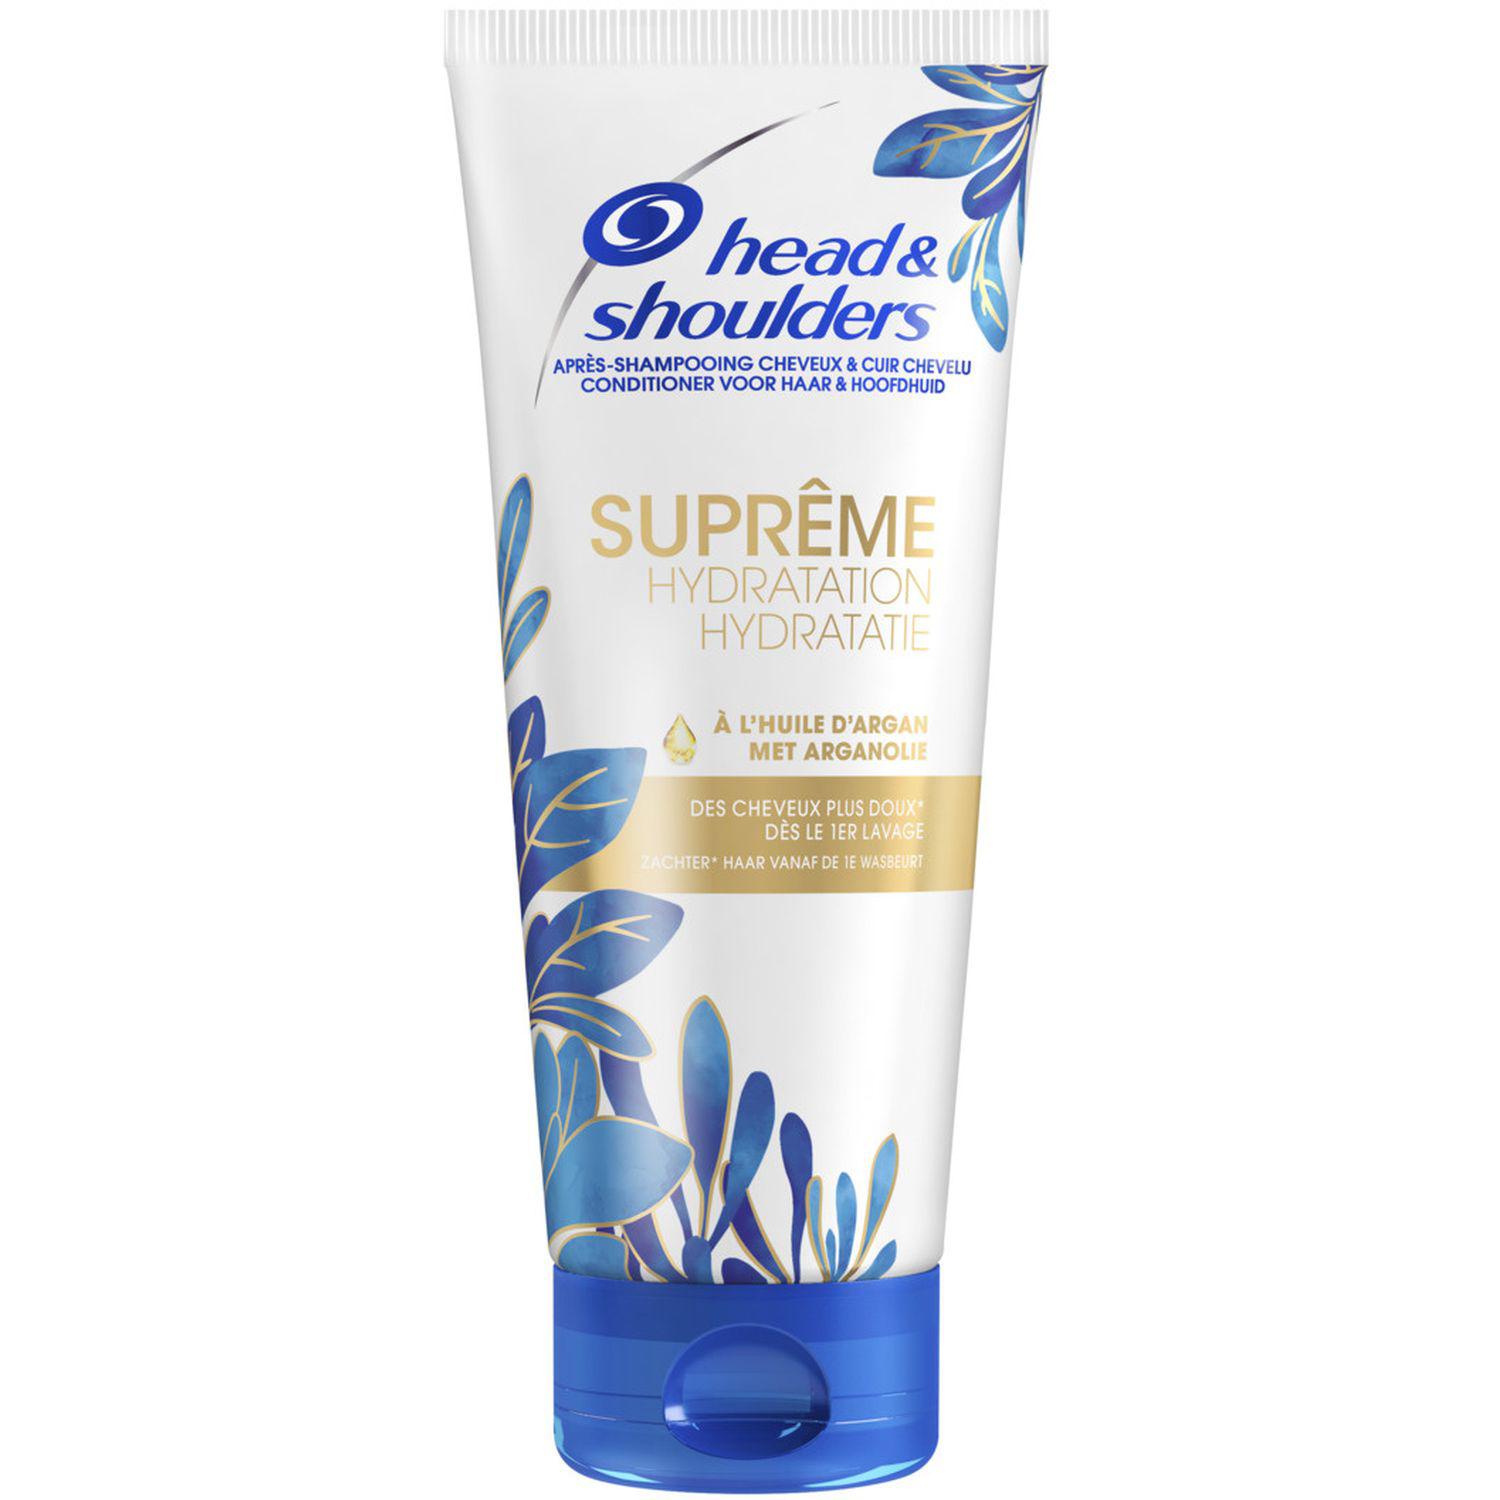 head &
shoulders
APRÈS-SHAMPOOING CHEVEUX & CUIR CHEVELU
CONDITIONER VOOR HAAR & HOOFDHUID
SUPRÊME
HYDRATATION
HYDRATATIE
À L'HUILE D'ARGAN
MET ARGANOLIE
DES CHEVEUX PLUS DOUX*
DÈS LE 1ER LAVAGE
ZACHTER* HAAR VANAF DE 1E WASBEURT